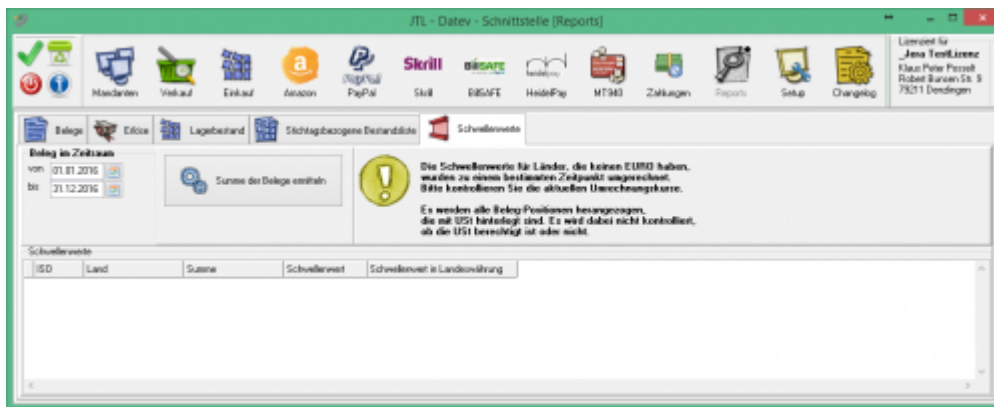 JTL - Datev - Schnittstelle [Reports]
Mandanten
Verkauf
Einkauf
Amazon
PayPal
PayPal
Skrill
Skrill
BillSAFE
BillSAFE
heidelpay
HeidelPay
MT940
Zahlungen
Reports
Setup
Changelog
Lizenziert für
_Jera TestLizenz
Klaus Peter Posselt
Robert Bunsen Str. 9
79211 Denzlingen
Belege
Erlöse
Lagerbestand
Stichtagsbezogene Bestandsliste
Schwellenwerte
Beleg im Zeitraum
von 01.01.2016
bis 31.12.2016
Summe der Belege ermitteln
Die Schwellenwerte für Länder, die keinen EURO haben,
wurden zu einem bestimmten Zeitpunkt umgerechnet.
Bitte kontrollieren Sie die aktuellen Umrechnungskurse.
Es werden alle Beleg-Positionen herangezogen,
die mit USt hinterlegt sind. Es wird dabei nicht kontrolliert,
ob die USt berechtigt ist oder nicht.
Schwellenwerte
ISO
Land
Summe
Schwellenwert
Schwellenwert in Landeswährung